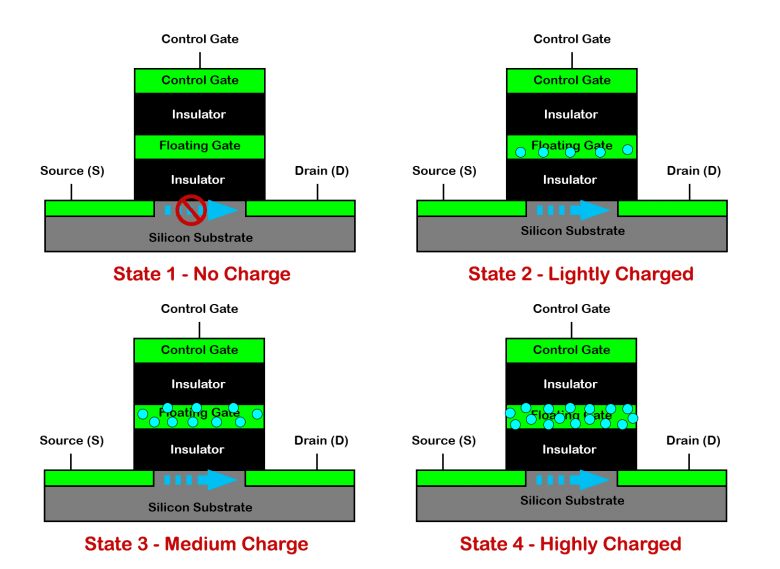 Control Gate
Control Gate
Insulator
Floating Gate
Insulator
Source (S)
Drain (D)
Silicon Substrate
State 1 - No Charge
Control Gate
Control Gate
Insulator
Floating Gate
Insulator
Source (S)
Drain (D)
Silicon Substrate
State 2 - Lightly Charged
Control Gate
Control Gate
Insulator
Floating Gate
Insulator
Source (S)
Drain (D)
Silicon Substrate
State 3 - Medium Charge
Control Gate
Control Gate
Insulator
Floating Gate
Insulator
Source (S)
Drain (D)
Silicon Substrate
State 4 - Highly Charged